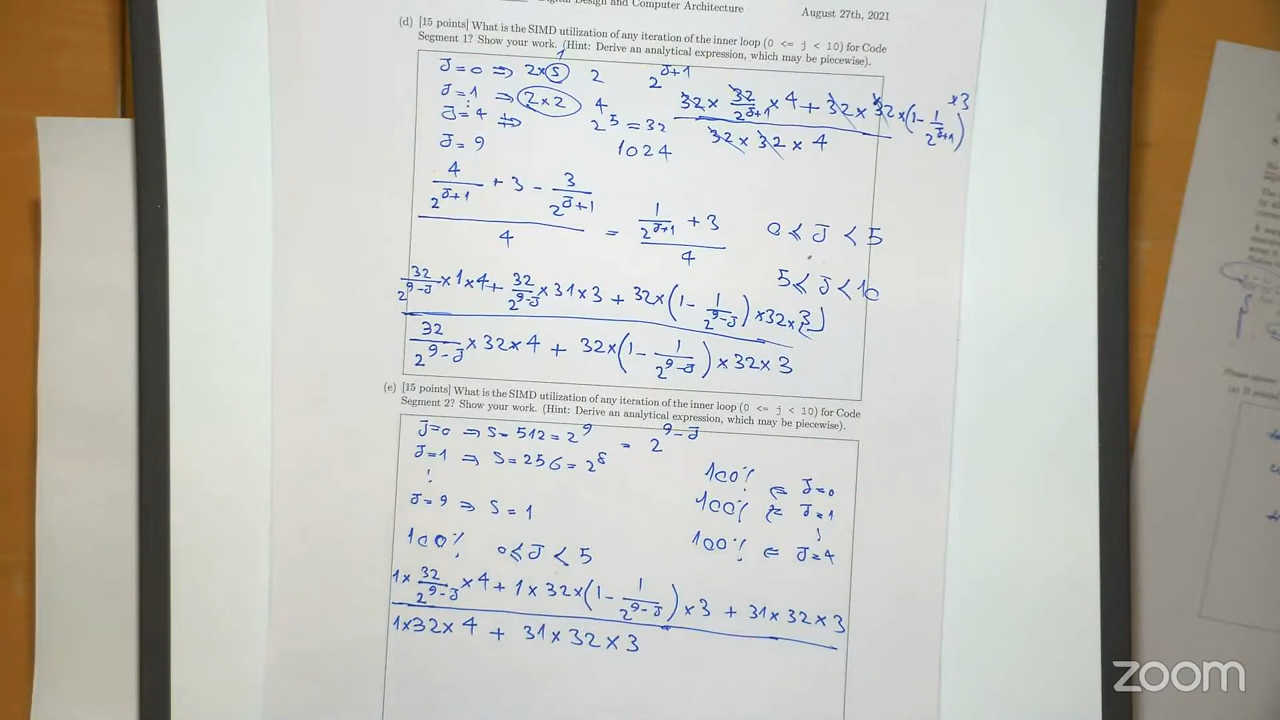 Digital Design and Computer Architecture August 27th, 2021
(d) [15 points] What is the SIMD utilization of any iteration of the inner loop (0 <= j < 10) for Code
Segment 1? Show your work. (Hint: Derive an analytical expression, which may be piecewise).
J=0 ⇒ 2×S 2 2^(J+1)
J=1 ⇒ 2×2 4
J=4 ⇒ 2^5 = 32
J=9 1024
(32 × 32/2^(J+1) × 4 + 32 × 32 × (1 - 1/2^(J+1)) × 3) / (32 × 32 × 4)
(4/2^(J+1) + 3 - 3/2^(J+1)) / 4 = (1/2^(J+1) + 3) / 4 0 ≤ J < 5
5 ≤ J < 10
(32/2^(9-J) × 1 × 4 + 32/2^(9-J) × 31 × 3 + 32 × (1 - 1/2^(9-J)) × 32 × 3)
/ (32/2^(9-J) × 32 × 4 + 32 × (1 - 1/2^(9-J)) × 32 × 3)
(e) [15 points] What is the SIMD utilization of any iteration of the inner loop (0 <= j < 10) for Code
Segment 2? Show your work. (Hint: Derive an analytical expression, which may be piecewise).
J=0 ⇒ S=512=2^9 = 2^(9-J)
J=1 ⇒ S=256=2^8
⋮
J=9 ⇒ S=1
100% ⇐ J=0
100% ⇐ J=1
100% ⇐ J=4
100% 0 ≤ J < 5
(1 × 32/2^(9-J) × 4 + 1 × 32 × (1 - 1/2^(9-J)) × 3 + 31 × 32 × 3)
/ (1×32×4 + 31×32×3)
zoom